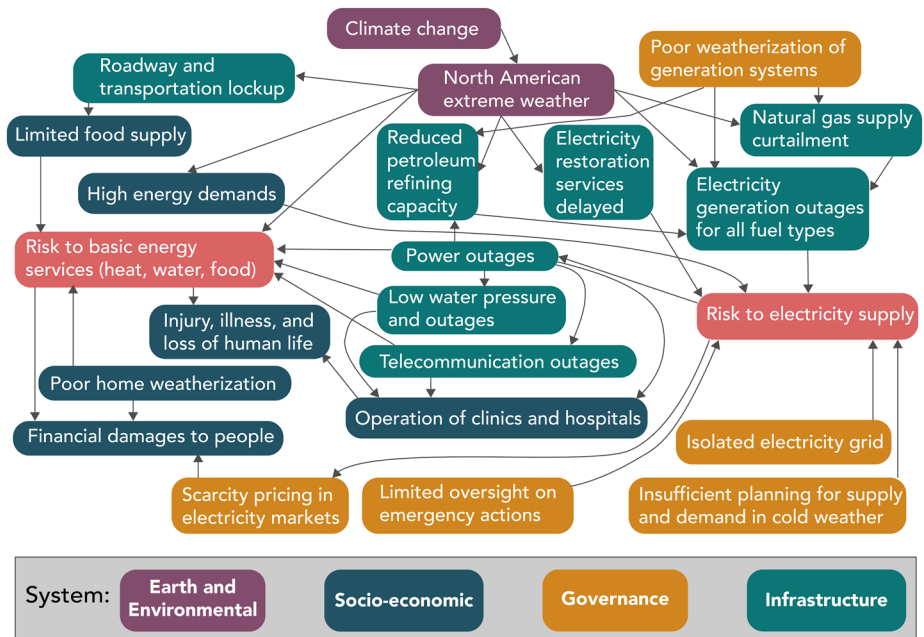 Climate change
Poor weatherization of
generation systems
Roadway and
transportation lockup
North American
extreme weather
Natural gas supply
curtailment
Limited food supply
Reduced
petroleum
refining
capacity
Electricity
restoration
services
delayed
High energy demands
Electricity
generation outages
for all fuel types
Risk to basic energy
services (heat, water, food)
Power outages
Low water pressure
and outages
Risk to electricity supply
Injury, illness, and
loss of human life
Telecommunication outages
Poor home weatherization
Operation of clinics and hospitals
Financial damages to people
Isolated electricity grid
Scarcity pricing in
electricity markets
Limited oversight on
emergency actions
Insufficient planning for supply
and demand in cold weather
System:
Earth and
Environmental
Socio-economic
Governance
Infrastructure